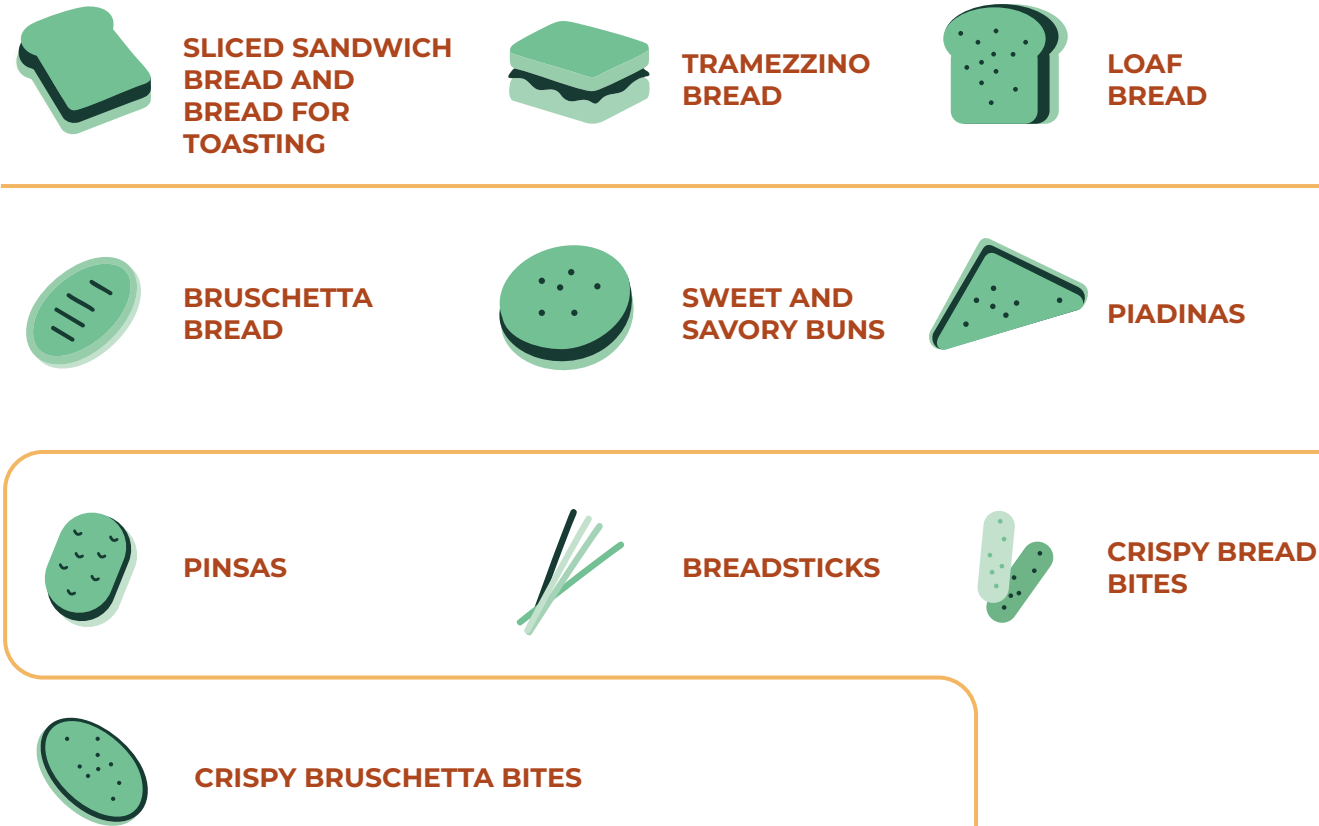 SLICED SANDWICH
BREAD AND
BREAD FOR
TOASTING
TRAMEZZINO
BREAD
LOAF
BREAD
BRUSCHETTA
BREAD
SWEET AND
SAVORY BUNS
PIADINAS
PINSAS
BREADSTICKS
CRISPY BREAD
BITES
CRISPY BRUSCHETTA BITES